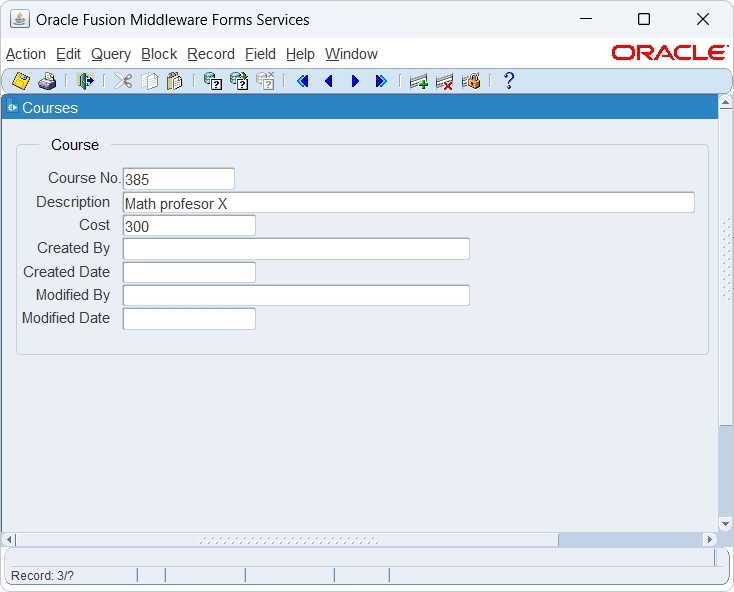 Oracle Fusion Middleware Forms Services
Action Edit Query Block Record Field Help Window ORACLE
Courses
Course
Course No. 385
Description Math profesor X
Cost 300
Created By
Created Date
Modified By
Modified Date
Record: 3/?